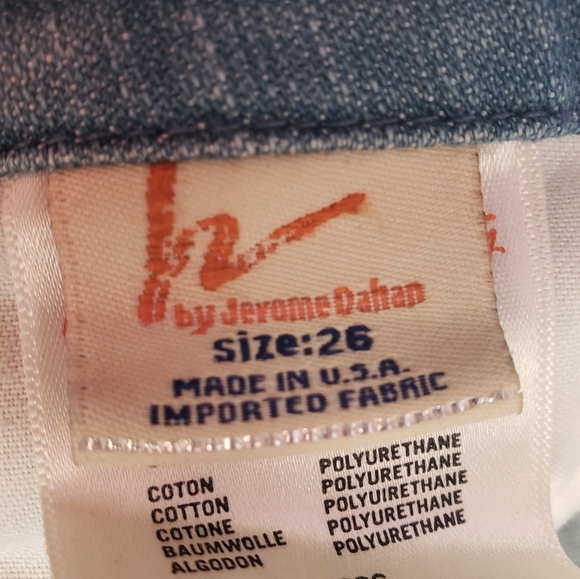 by Jerome Dahan
size:26
MADE IN U.S.A.
IMPORTED FABRIC
COTON POLYURETHANE
COTTON POLYURETHANE
COTONE POLYUIRETHANE
BAUMWOLLE POLYURETHANE
ALGODON POLYURETHANE